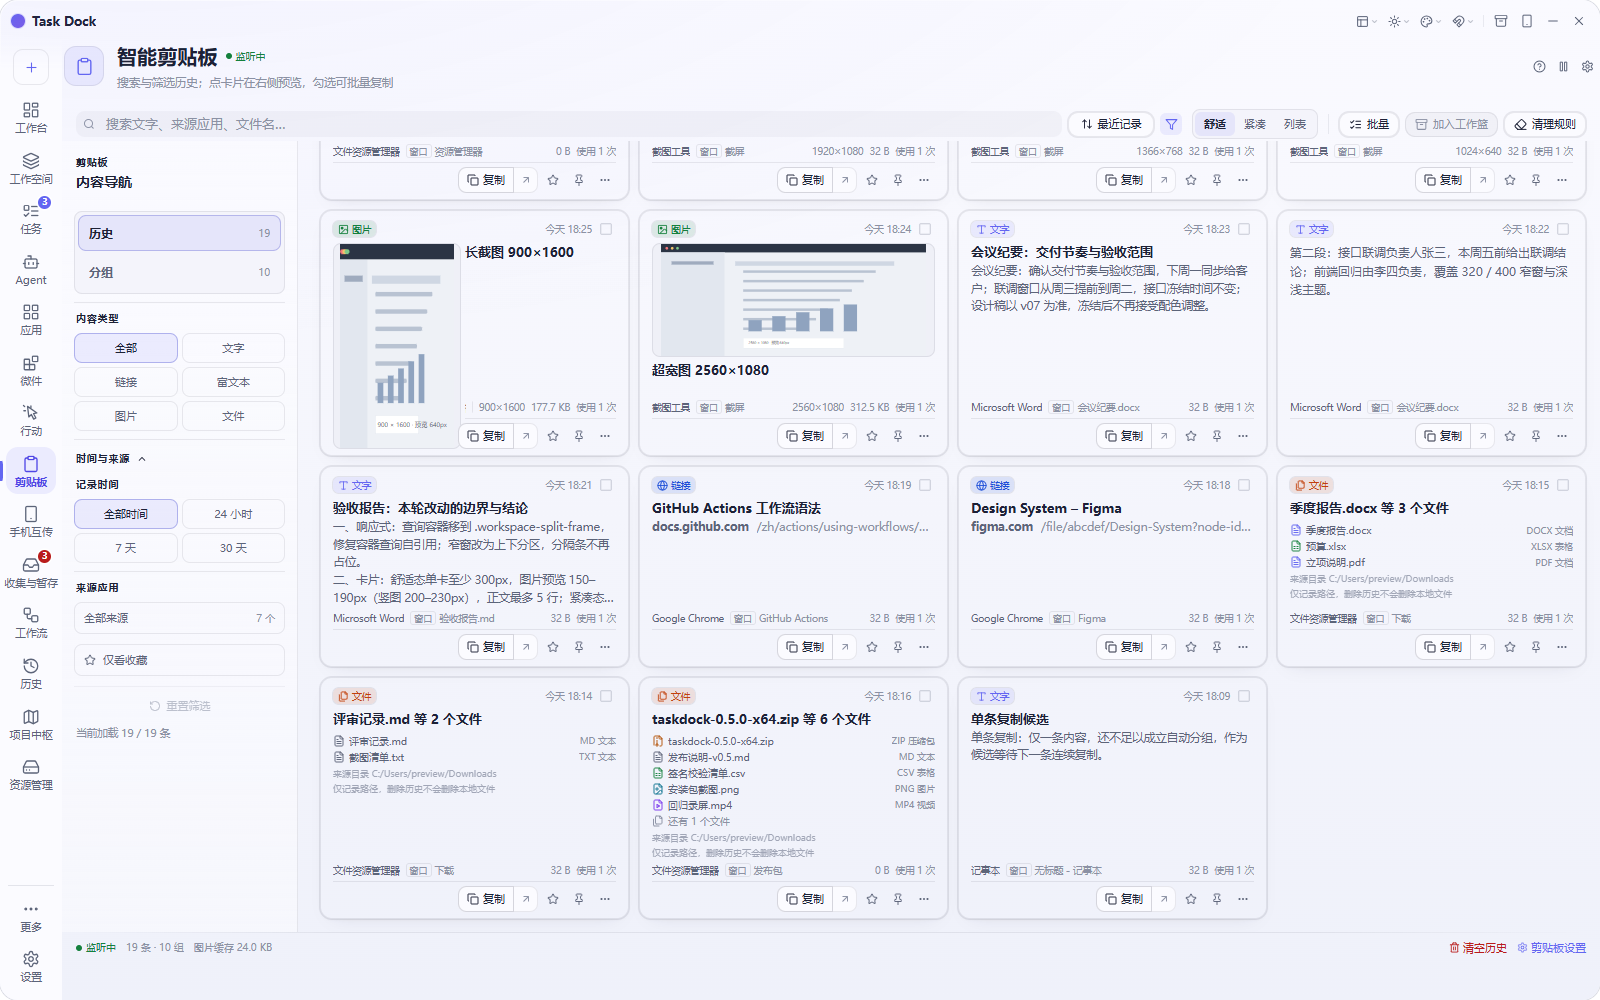 Task Dock
智能剪贴板
监听中
搜索与筛选历史；点卡片在右侧预览，勾选可批量复制
搜索文字、来源应用、文件名...
最近记录
舒适
紧凑
列表
批量
加入工作篮
清理规则
工作台
工作空间
3
任务
Agent
应用
微件
行动
剪贴板
手机互传
3
收集与暂存
工作流
历史
项目中枢
资源管理
更多
设置
剪贴板
内容导航
历史 19
分组 10
内容类型
全部 文字
链接 富文本
图片 文件
时间与来源
记录时间
全部时间 24 小时
7 天 30 天
来源应用
全部来源 7 个
仅看收藏
重置筛选
当前加载 19 / 19 条
文件资源管理器 窗口 资源管理器 0 B 使用 1 次
复制
截图工具 窗口 截屏 1920×1080 32 B 使用 1 次
复制
截图工具 窗口 截屏 1366×768 32 B 使用 1 次
复制
截图工具 窗口 截屏 1024×640 32 B 使用 1 次
复制
图片 今天 18:25
长截图 900×1600
900 × 1600 · 预览 640px
900×1600 177.7 KB 使用 1 次
复制
图片 今天 18:24
超宽图 2560×1080
截图工具 窗口 截屏 2560×1080 312.5 KB 使用 1 次
复制
文字 今天 18:23
会议纪要：交付节奏与验收范围
会议纪要：确认交付节奏与验收范围，下周一同步给客
户；联调窗口从周三提前到周二，接口冻结时间不变；
设计稿以 v07 为准，冻结后不再接受配色调整。
Microsoft Word 窗口 会议纪要.docx 32 B 使用 1 次
复制
文字 今天 18:22
第二段：接口联调负责人张三，本周五前给出联调结
论；前端回归由李四负责，覆盖 320 / 400 窄窗与深
浅主题。
Microsoft Word 窗口 会议纪要.docx 32 B 使用 1 次
复制
文字 今天 18:21
验收报告：本轮改动的边界与结论
一、响应式：查询容器移到 .workspace-split-frame，
修复容器查询自引用；窄窗改为上下分区，分隔条不再
占位。
二、卡片：舒适态单卡至少 300px，图片预览 150–
190px（竖图 200–230px），正文最多 5 行；紧凑态...
Microsoft Word 窗口 验收报告.md 32 B 使用 1 次
复制
链接 今天 18:19
GitHub Actions 工作流语法
docs.github.com /zh/actions/using-workflows/...
Google Chrome 窗口 GitHub Actions 32 B 使用 1 次
复制
链接 今天 18:18
Design System – Figma
figma.com /file/abcdef/Design-System?node-id...
Google Chrome 窗口 Figma 32 B 使用 1 次
复制
文件 今天 18:15
季度报告.docx 等 3 个文件
季度报告.docx DOCX 文档
预算.xlsx XLSX 表格
立项说明.pdf PDF 文档
来源目录 C:/Users/preview/Downloads
仅记录路径，删除历史不会删除本地文件
文件资源管理器 窗口 下载 32 B 使用 1 次
复制
文件 今天 18:14
评审记录.md 等 2 个文件
评审记录.md MD 文本
截图清单.txt TXT 文本
来源目录 C:/Users/preview/Downloads
仅记录路径，删除历史不会删除本地文件
文件资源管理器 窗口 下载 32 B 使用 1 次
复制
文件 今天 18:16
taskdock-0.5.0-x64.zip 等 6 个文件
taskdock-0.5.0-x64.zip ZIP 压缩包
发布说明-v0.5.md MD 文本
签名校验清单.csv CSV 表格
安装包截图.png PNG 图片
回归录屏.mp4 MP4 视频
还有 1 个文件
来源目录 C:/Users/preview/Downloads
仅记录路径，删除历史不会删除本地文件
文件资源管理器 窗口 发布包 0 B 使用 1 次
复制
文字 今天 18:09
单条复制候选
单条复制：仅一条内容，还不足以成立自动分组，作为
候选等待下一条连续复制。
记事本 窗口 无标题 - 记事本 32 B 使用 1 次
复制
监听中 19 条 · 10 组 图片缓存 24.0 KB
清空历史 剪贴板设置